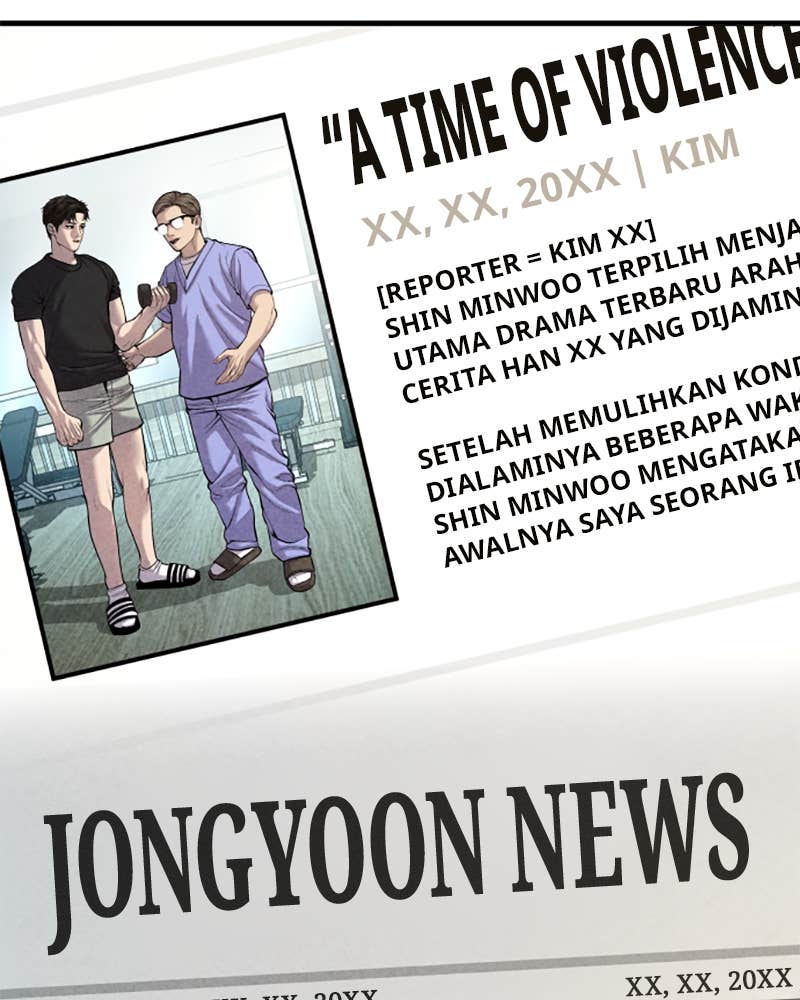 “A TIME OF VIOLENCE
XX, XX, 20XX | KIM
[REPORTER = KIM XX]
SHIN MINWOO TERPILIH MENJA
UTAMA DRAMA TERBARU ARAH
CERITA HAN XX YANG DIJAMIN
SETELAH MEMULIHKAN KOND
DIALAMINYA BEBERAPA WAK
SHIN MINWOO MENGATAKA
AWALNYA SAYA SEORANG
JONGYOON NEWS
XX, XX, 20XX
XX, 20XX